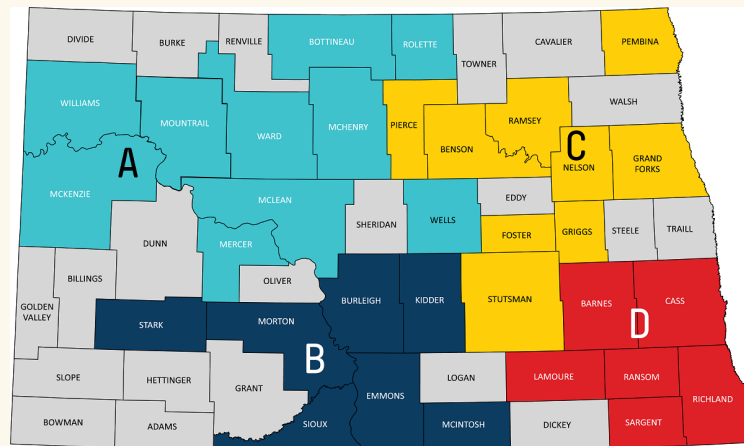 DIVIDE
BURKE
RENVILLE
BOTTINEAU
ROLETTE
TOWNER
CAVALIER
PEMBINA
WILLIAMS
MOUNTRAIL
WARD
MCHENRY
PIERCE
BENSON
RAMSEY
WALSH
A
C
NELSON
GRAND
FORKS
MCKENZIE
MCLEAN
SHERIDAN
WELLS
EDDY
DUNN
MERCER
FOSTER
GRIGGS
STEELE
TRAILL
GOLDEN
VALLEY
BILLINGS
OLIVER
BURLEIGH
KIDDER
STUTSMAN
BARNES
CASS
STARK
MORTON
D
B
SLOPE
HETTINGER
GRANT
EMMONS
LOGAN
LAMOURE
RANSOM
RICHLAND
BOWMAN
ADAMS
SIOUX
MCINTOSH
DICKEY
SARGENT